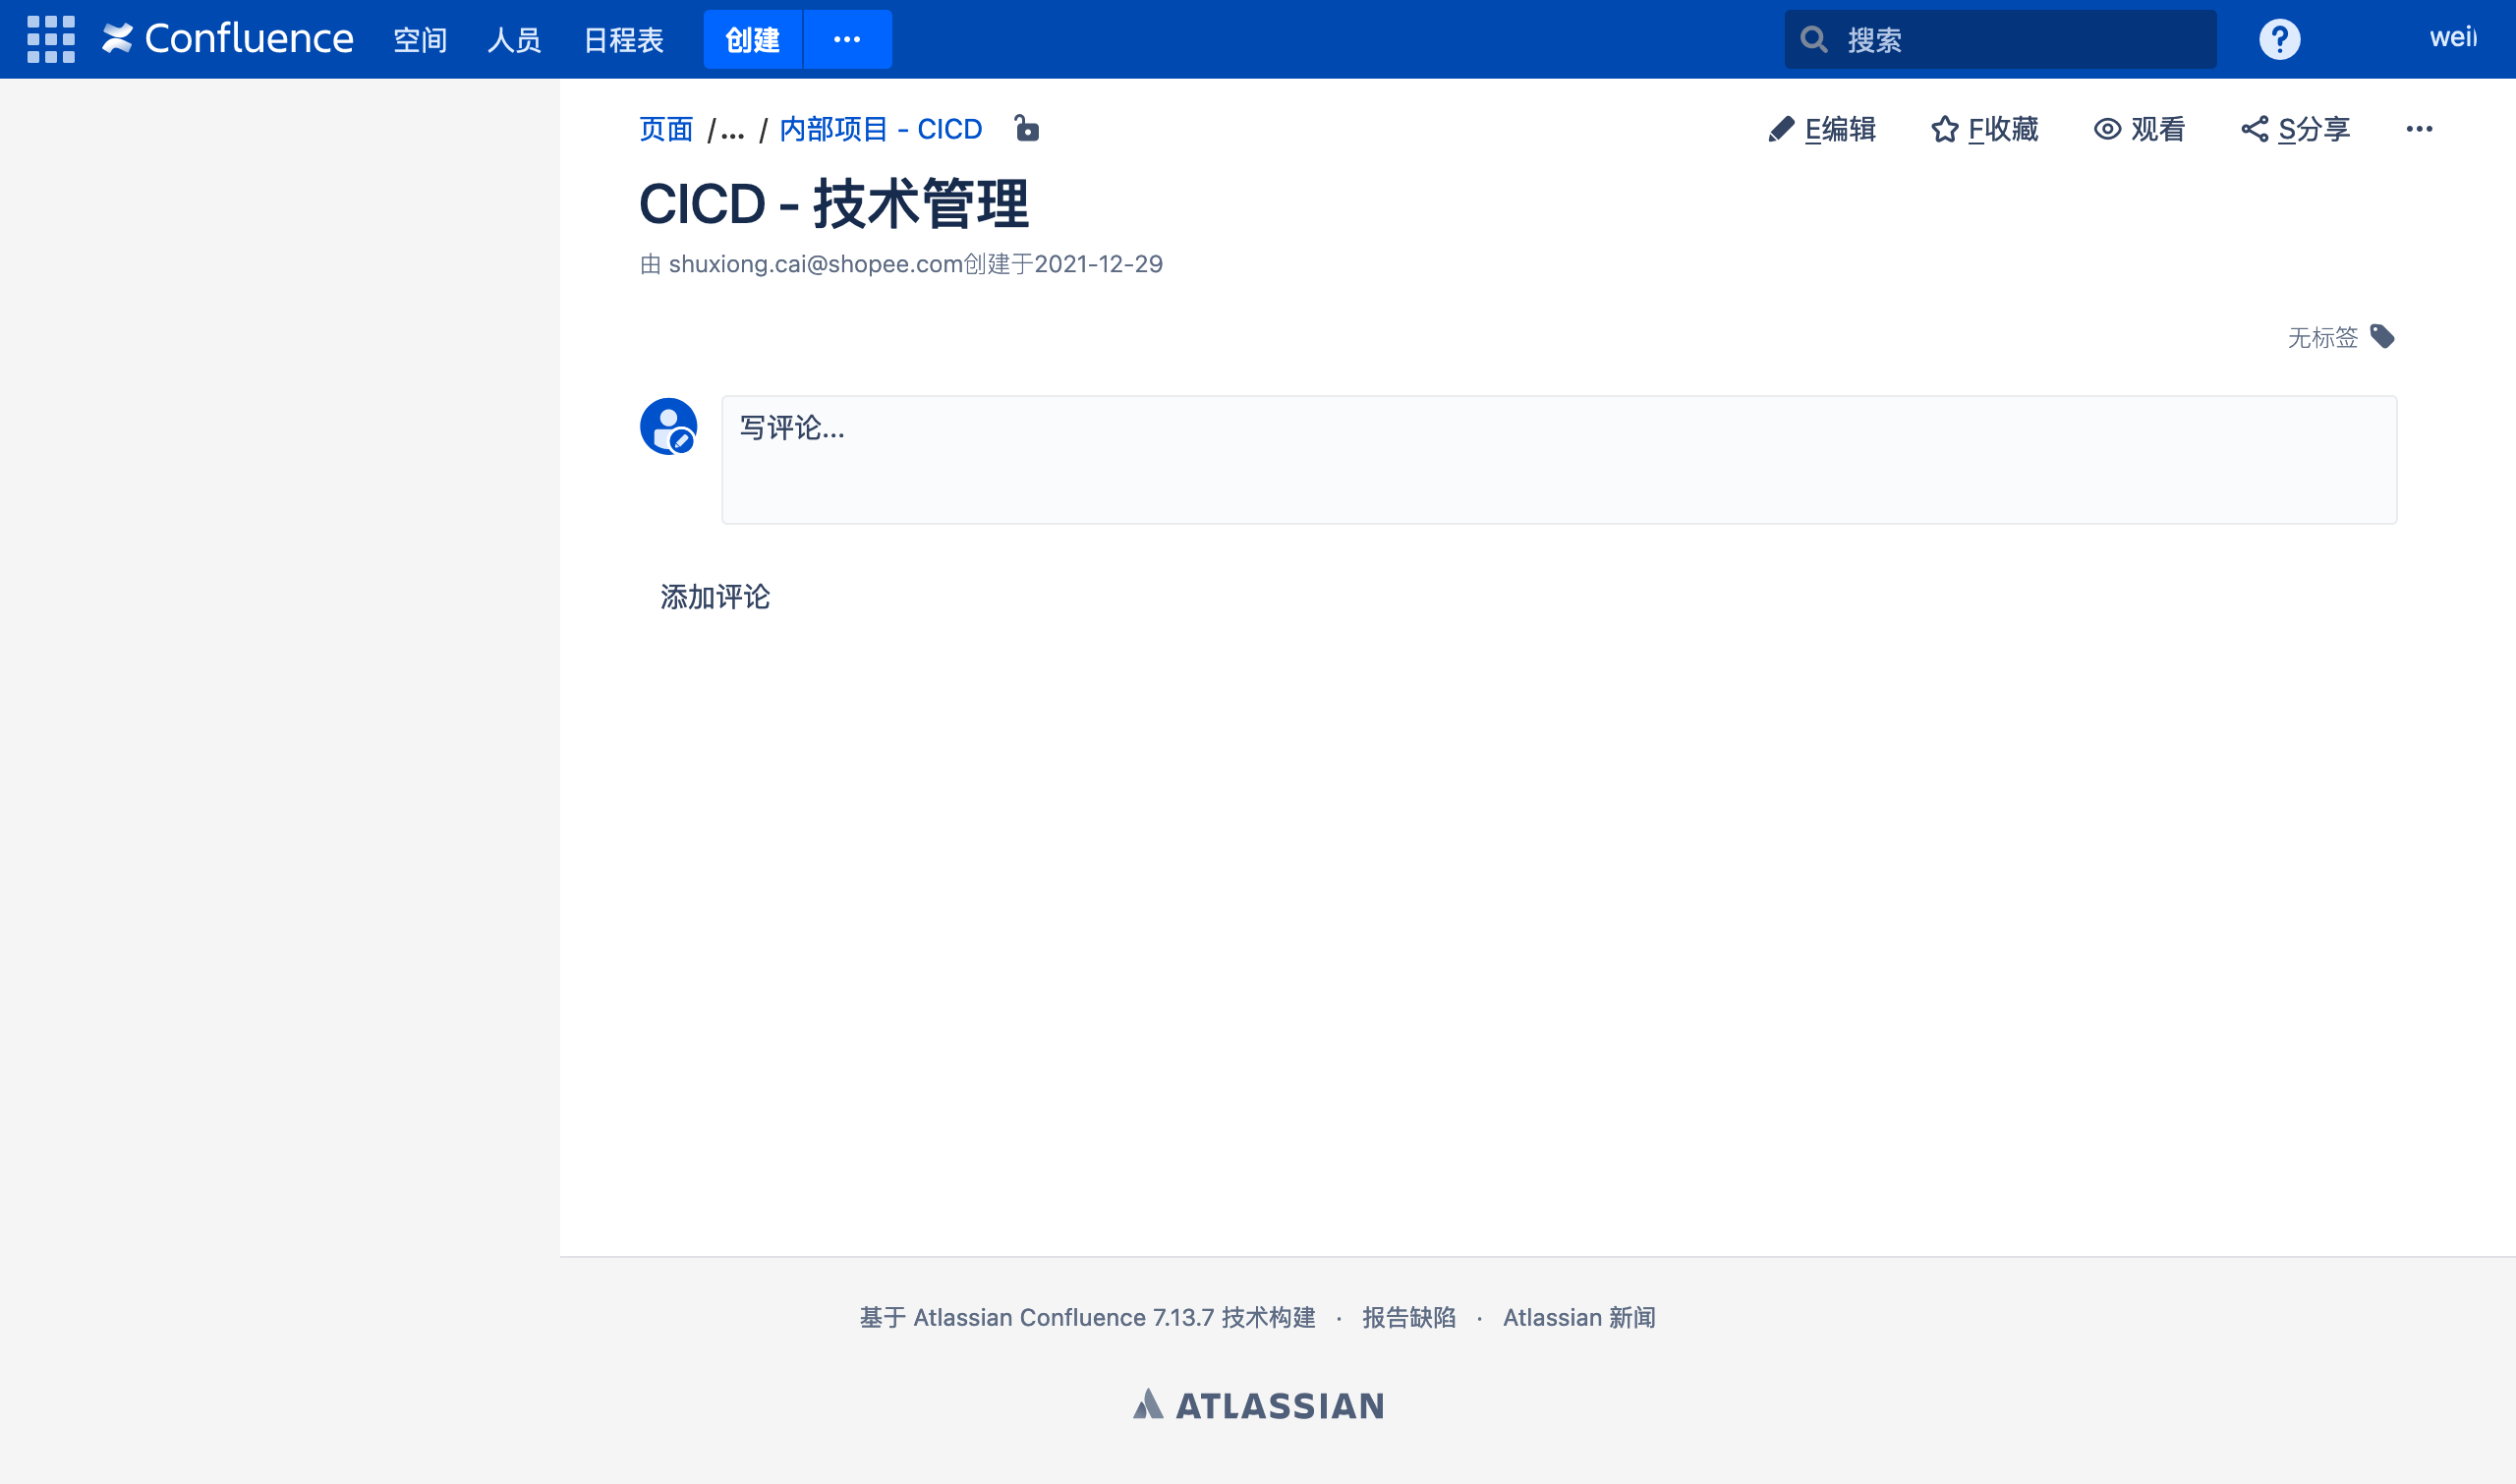 Confluence 空间 人员 日程表 创建 ••• 搜索 ?
页面 /... / 内部项目 - CICD E编辑 F收藏 观看 S分享 •••
CICD - 技术管理
由 shuxiong.cai@shopee.com创建于2021-12-29
无标签
写评论...
添加评论
基于 Atlassian Confluence 7.13.7 技术构建 · 报告缺陷 · Atlassian 新闻
ATLASSIAN